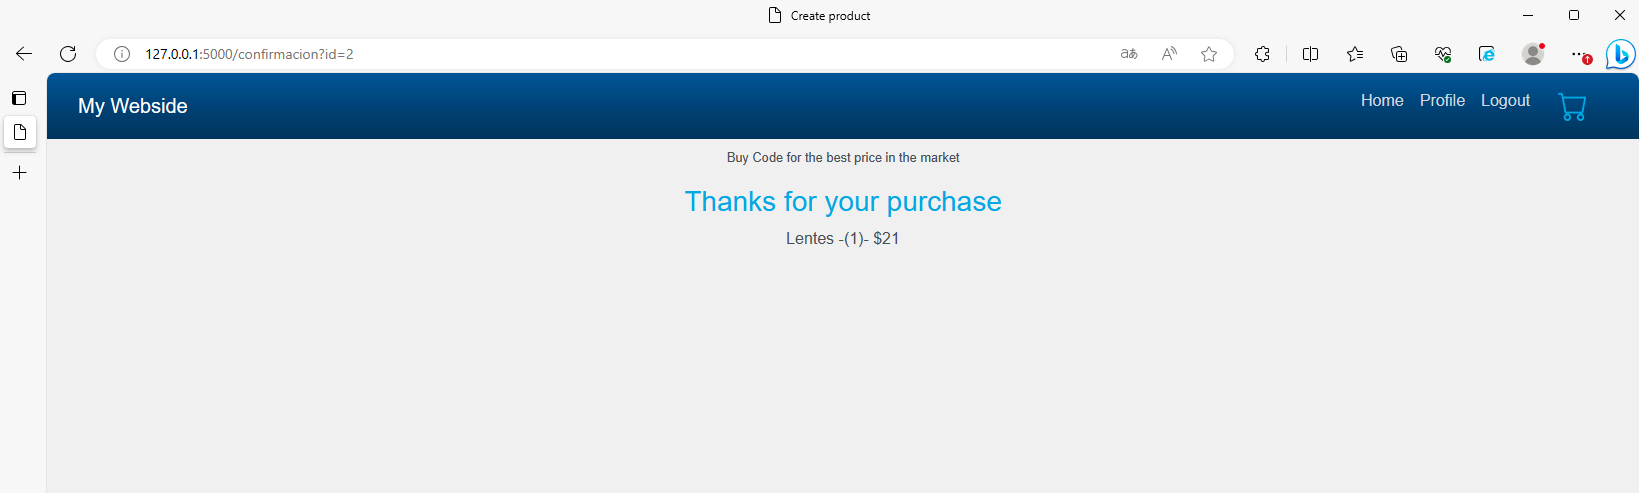 Create product
127.0.0.1:5000/confirmacion?id=2
My Webside
Home Profile Logout
Buy Code for the best price in the market
Thanks for your purchase
Lentes -(1)- $21